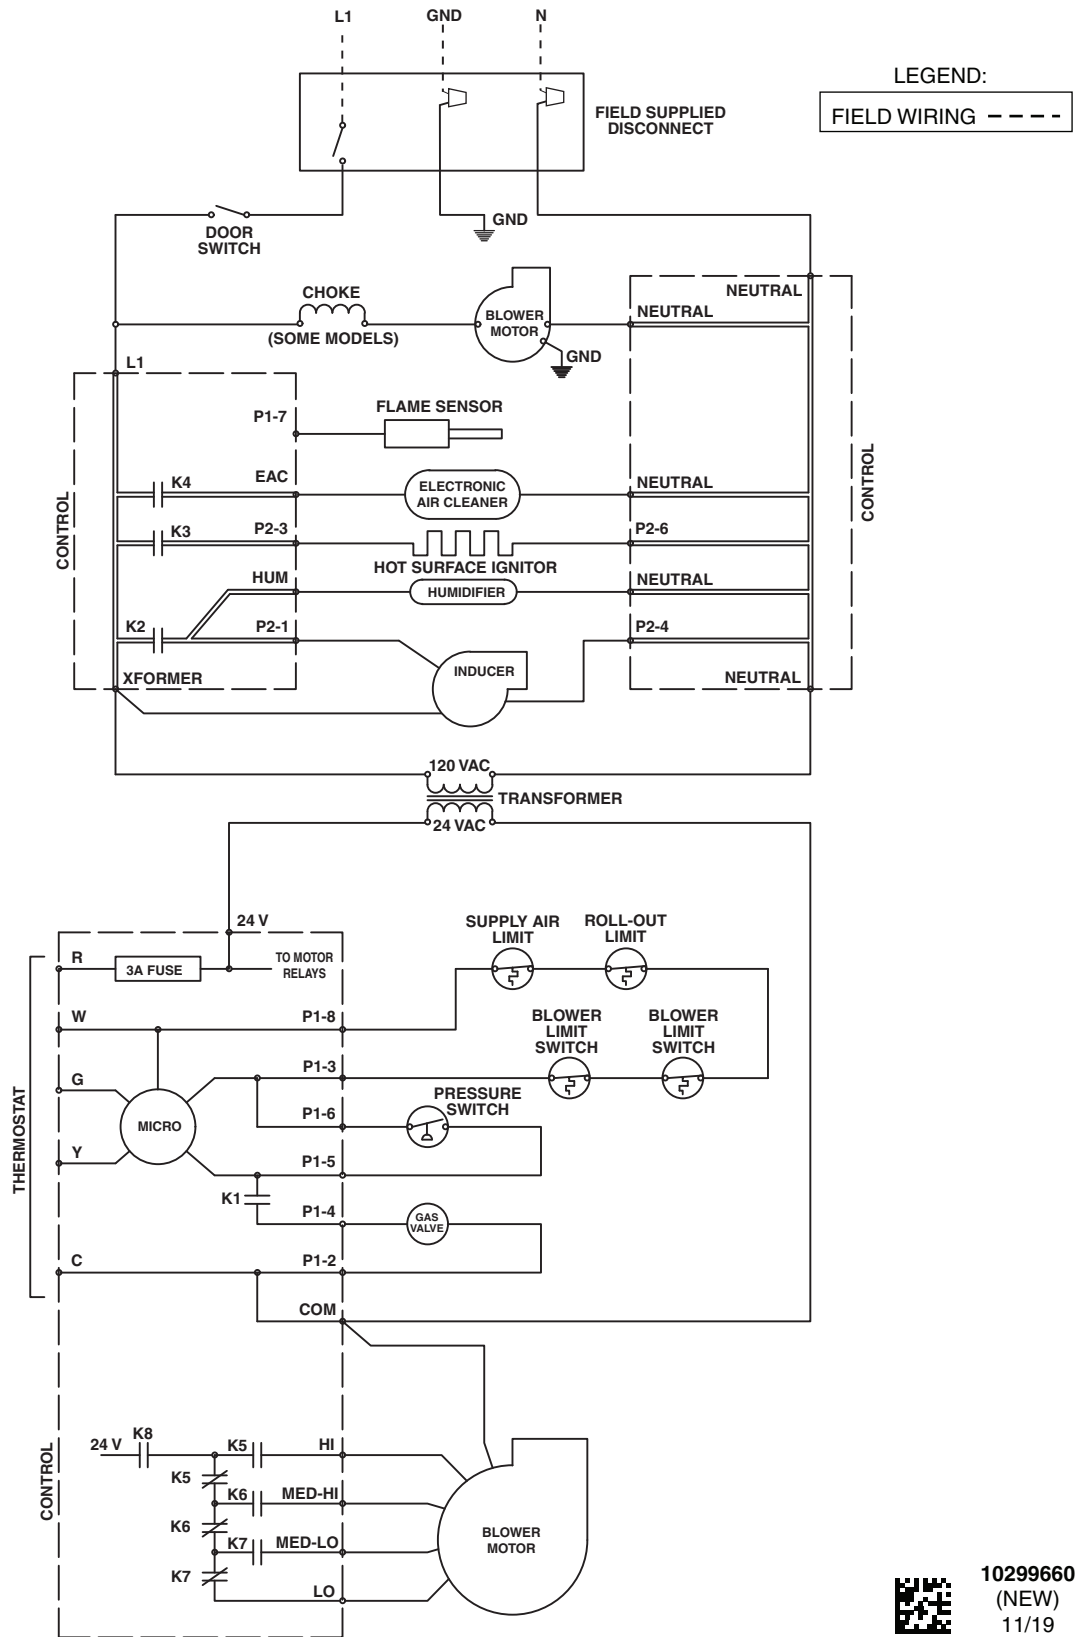 L1
GND
N
LEGEND:
FIELD WIRING
FIELD SUPPLIED
DISCONNECT
DOOR
SWITCH
GND
CHOKE
(SOME MODELS)
BLOWER
MOTOR
GND
NEUTRAL
NEUTRAL
L1
P1-7
FLAME SENSOR
CONTROL
K4
EAC
ELECTRONIC
AIR CLEANER
NEUTRAL
CONTROL
K3
P2-3
HOT SURFACE IGNITOR
P2-6
HUM
HUMIDIFIER
NEUTRAL
K2
P2-1
INDUCER
P2-4
XFORMER
NEUTRAL
120 VAC
TRANSFORMER
24 VAC
24 V
R
3A FUSE
TO MOTOR
RELAYS
SUPPLY AIR
LIMIT
ROLL-OUT
LIMIT
W
P1-8
BLOWER
LIMIT
SWITCH
BLOWER
LIMIT
SWITCH
THERMOSTAT
G
P1-3
MICRO
P1-6
PRESSURE
SWITCH
Y
P1-5
K1
P1-4
GAS
VALVE
C
P1-2
COM
CONTROL
24 V
K8
K5
HI
K5
K6
MED-HI
K6
K7
MED-LO
K7
LO
BLOWER
MOTOR
10299660
(NEW)
11/19